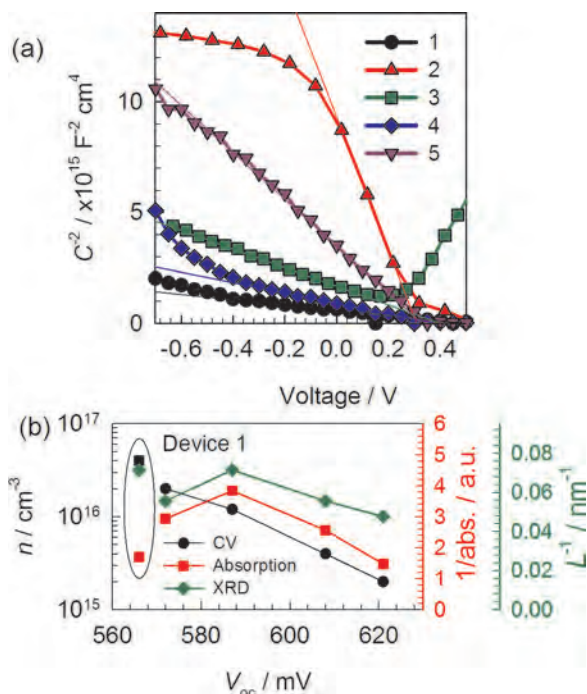 (a)
1
2
3
4
5
10
5
0
C⁻² / x10¹⁵ F⁻² cm⁴
-0.6 -0.4 -0.2 0.0 0.2 0.4
Voltage / V
(b)
10¹⁷
10¹⁶
10¹⁵
n / cm⁻³
Device 1
CV
Absorption
XRD
6
5
4
3
2
1
0
1/abs. / a.u.
0.08
0.06
0.04
0.02
0.00
L⁻¹ / nm⁻¹
560 580 600 620
V_oc / mV